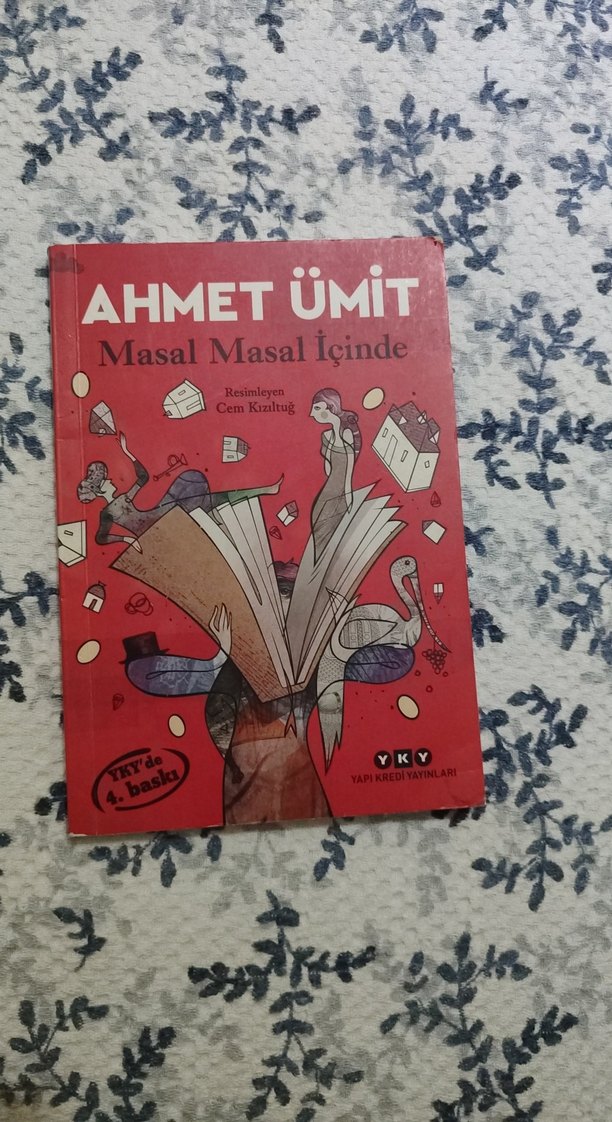 AHMET ÜMİT
Masal Masal İçinde
Resimleyen
Cem Kızıltuğ
YKY'de
4. baskı
YKY
YAPI KREDİ YAYINLARI